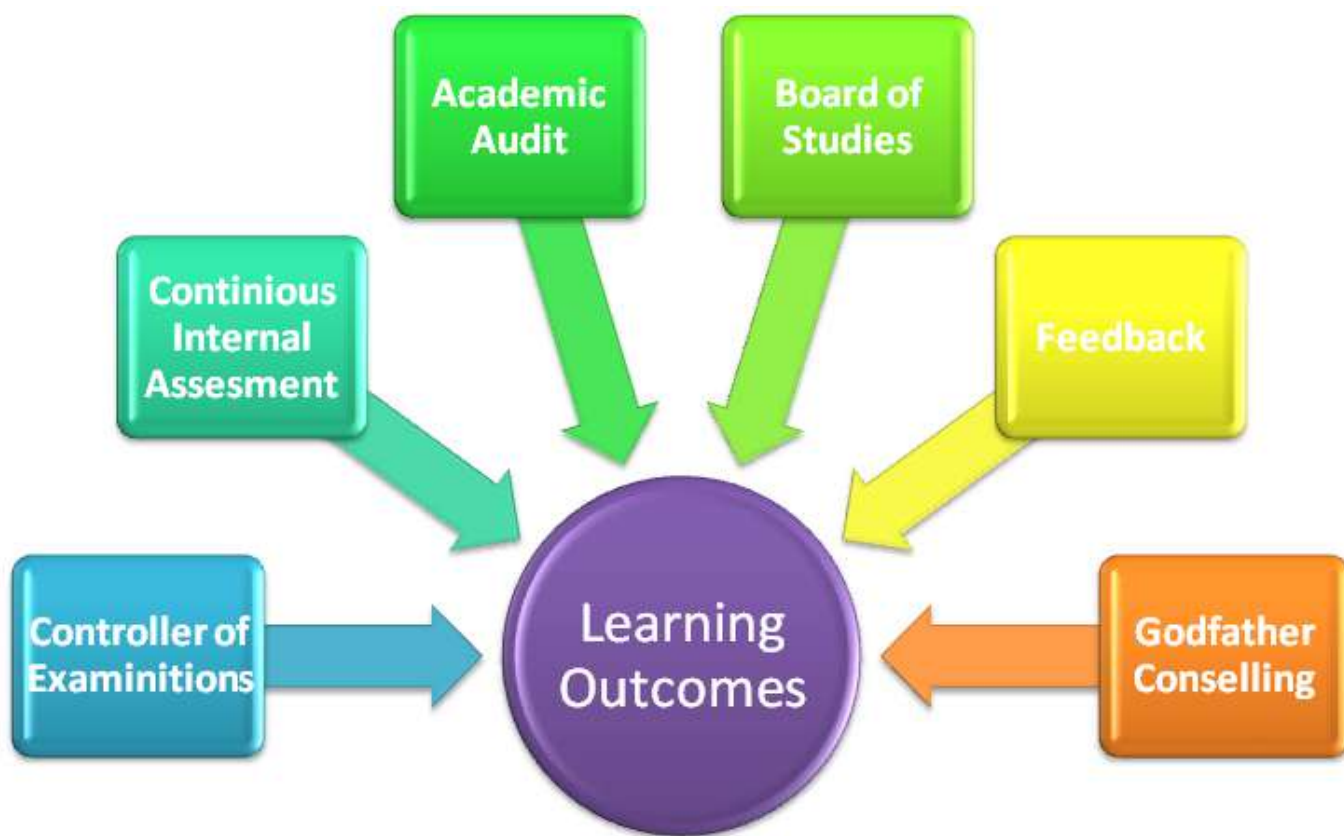 Academic
Audit
Board of
Studies
Continious
Internal
Assesment
Feedback
Controller of
Examinitions
Learning
Outcomes
Godfather
Conselling